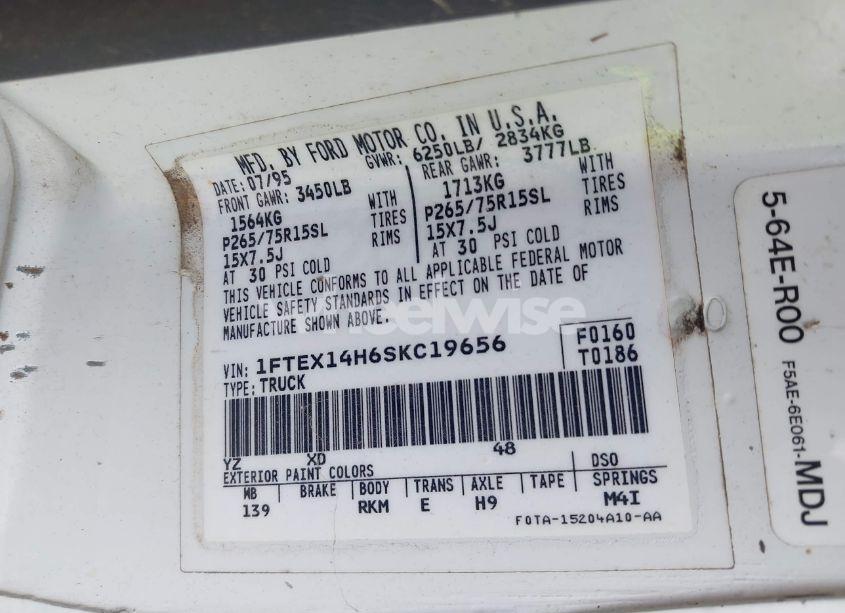 MFD. BY FORD MOTOR CO. IN U.S.A.
DATE: 07/95 GVWR: 6250LB/ 2834KG
FRONT GAWR: 3450LB REAR GAWR: 3777LB
1564KG WITH 1713KG WITH
P265/75R15SL TIRES P265/75R15SL TIRES
15X7.5J RIMS 15X7.5J RIMS
AT 30 PSI COLD AT 30 PSI COLD
THIS VEHICLE CONFORMS TO ALL APPLICABLE FEDERAL MOTOR
VEHICLE SAFETY STANDARDS IN EFFECT ON THE DATE OF
MANUFACTURE SHOWN ABOVE.
VIN: 1FTEX14H6SKC19656 F0160
TYPE: TRUCK T0186
YZ XD 48
EXTERIOR PAINT COLORS DSO
WB BRAKE BODY TRANS AXLE TAPE SPRINGS
139 RKM E H9 M4I
F0TA-15204A10-AA
5-64E-R00
F5AE-6E061-MDJ